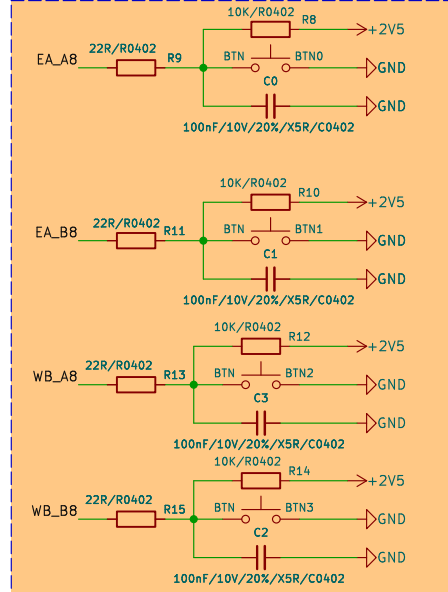 10K/R0402
R8
+2V5
22R/R0402
EA_A8
R9
BTN
BTN0
GND
C0
GND
100nF/10V/20%/X5R/C0402
10K/R0402
R10
+2V5
22R/R0402
EA_B8
R11
BTN
BTN1
GND
C1
GND
100nF/10V/20%/X5R/C0402
10K/R0402
R12
+2V5
22R/R0402
WB_A8
R13
BTN
BTN2
GND
C3
GND
100nF/10V/20%/X5R/C0402
10K/R0402
R14
+2V5
22R/R0402
WB_B8
R15
BTN
BTN3
GND
C2
GND
100nF/10V/20%/X5R/C0402